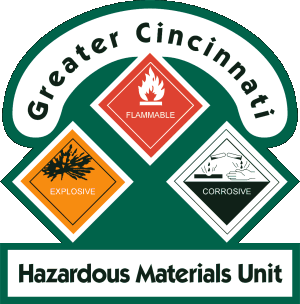 Greater Cincinnati
FLAMMABLE
EXPLOSIVE
CORROSIVE
Hazardous Materials Unit